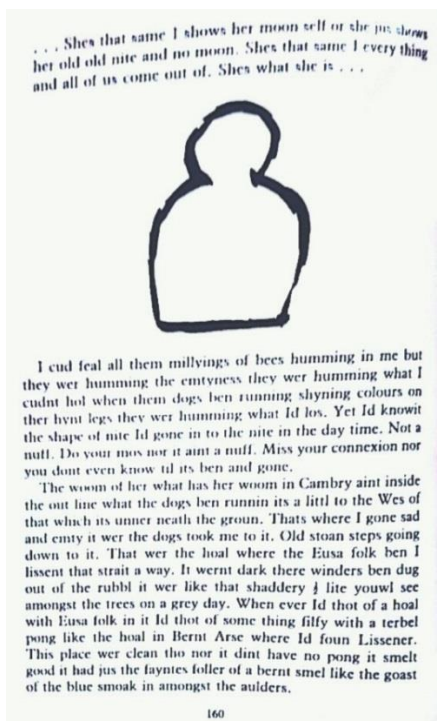 . . . Shes that same 1 shows her moon self or she jus shows
her old old nite and no moon. Shes that same 1 every thing
and all of us come out of. Shes what she is . . .
I cud feal all them millyings of bees humming in me but
they wer humming the emtyness they wer humming what I
cudnt hol when them dogs ben running shyning colours on
ther hynt legs they wer humming what Id los. Yet Id knowit
the shape of nite Id gone in to the nite in the day time. Not a
nuff. Do your mos nor it aint a nuff. Miss your connexion nor
you dont even know til its ben and gone.
The woom of her what has her woom in Cambry aint inside
the out line what the dogs ben runnin its a littl to the Wes of
that which its unner neath the groun. Thats where I gone sad
and emty it wer the dogs took me to it. Old stoan steps going
down to it. That wer the hoal where the Eusa folk ben I
lissent that strait a way. It wernt dark there winders ben dug
out of the rubbl it wer like that shaddery ½ lite youwl see
amongst the trees on a grey day. When ever Id thot of a hoal
with Eusa folk in it Id thot of some thing filfy with a terbel
pong like the hoal in Bernt Arse where Id foun Lissener.
This place wer clean tho nor it dint have no pong it smelt
good it had jus the fayntes foller of a bernt smel like the goast
of the blue smoak in amongst the aulders.
160